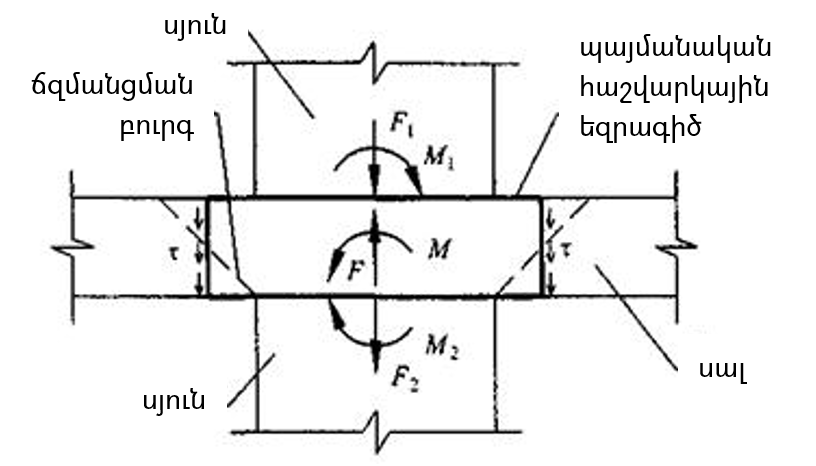 սյուն
պայմանական
հաշվարկային
եզրագիծ
ճզմանցման
բուրգ
F₁
M₁
τ
M
τ
F
M₂
F₂
սալ
սյուն